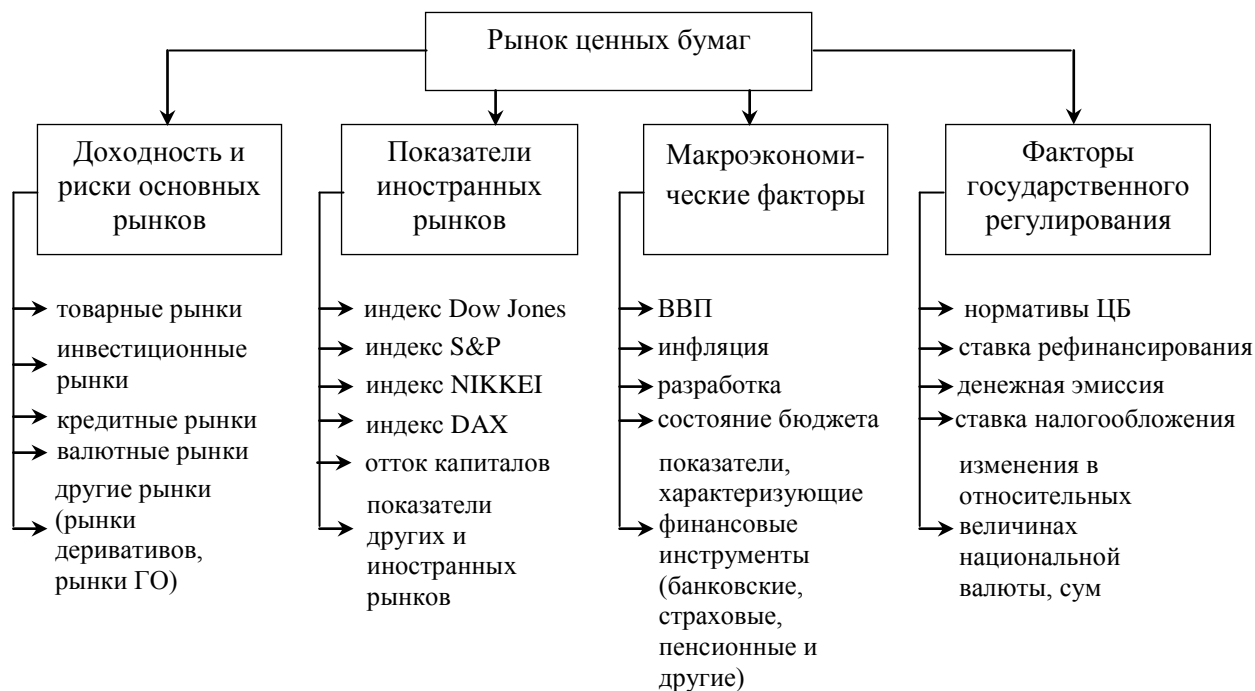 Рынок ценных бумаг
Доходность и
риски основных
рынков
товарные рынки
инвестиционные
рынки
кредитные рынки
валютные рынки
другие рынки
(рынки
деривативов,
рынки ГО)
Показатели
иностранных
рынков
индекс Dow Jones
индекс S&P
индекс NIKKEI
индекс DAX
отток капиталов
показатели
других и
иностранных
рынков
Макроэкономи-
ческие факторы
ВВП
инфляция
разработка
состояние бюджета
показатели,
характеризующие
финансовые
инструменты
(банковские,
страховые,
пенсионные и
другие)
Факторы
государственного
регулирования
нормативы ЦБ
ставка рефинансирования
денежная эмиссия
ставка налогообложения
изменения в
относительных
величинах
национальной
валюты, сум